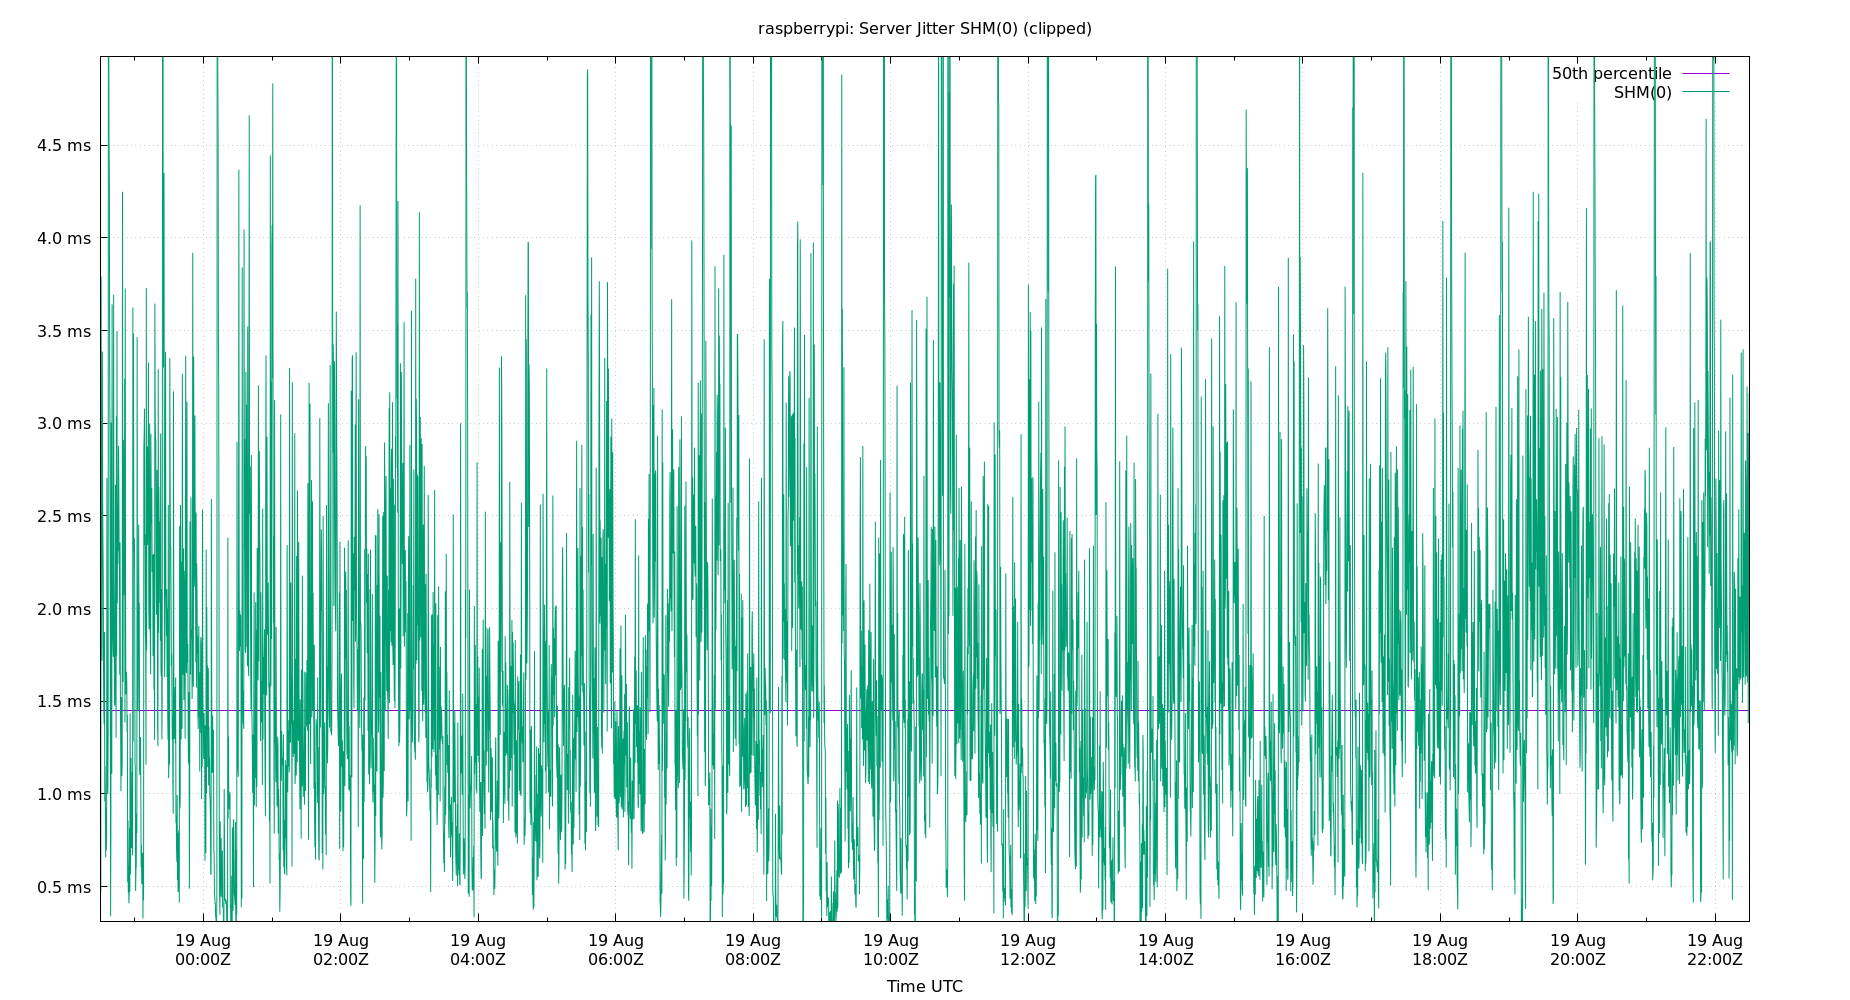 raspberrypi: Server Jitter SHM(0) (clipped)
50th percentile
SHM(0)
4.5 ms
4.0 ms
3.5 ms
3.0 ms
2.5 ms
2.0 ms
1.5 ms
1.0 ms
0.5 ms
19 Aug 19 Aug 19 Aug 19 Aug 19 Aug 19 Aug 19 Aug 19 Aug 19 Aug 19 Aug 19 Aug 19 Aug
00:00Z 02:00Z 04:00Z 06:00Z 08:00Z 10:00Z 12:00Z 14:00Z 16:00Z 18:00Z 20:00Z 22:00Z
Time UTC